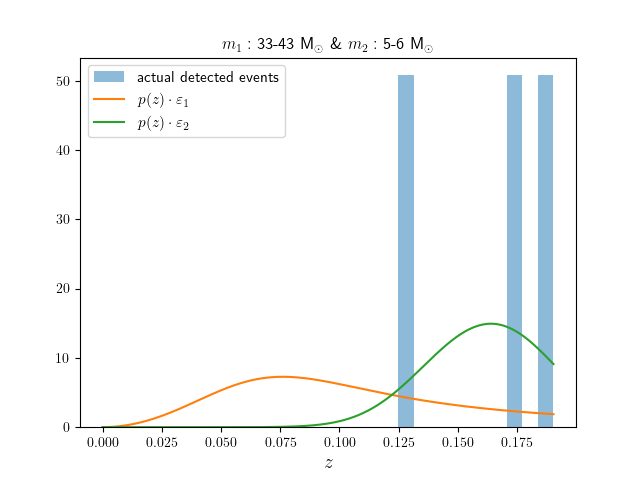 m₁ : 33-43 M⊙ & m₂ : 5-6 M⊙
actual detected events
p(z) · ε₁
p(z) · ε₂
50
40
30
20
10
0
0.000 0.025 0.050 0.075 0.100 0.125 0.150 0.175
z